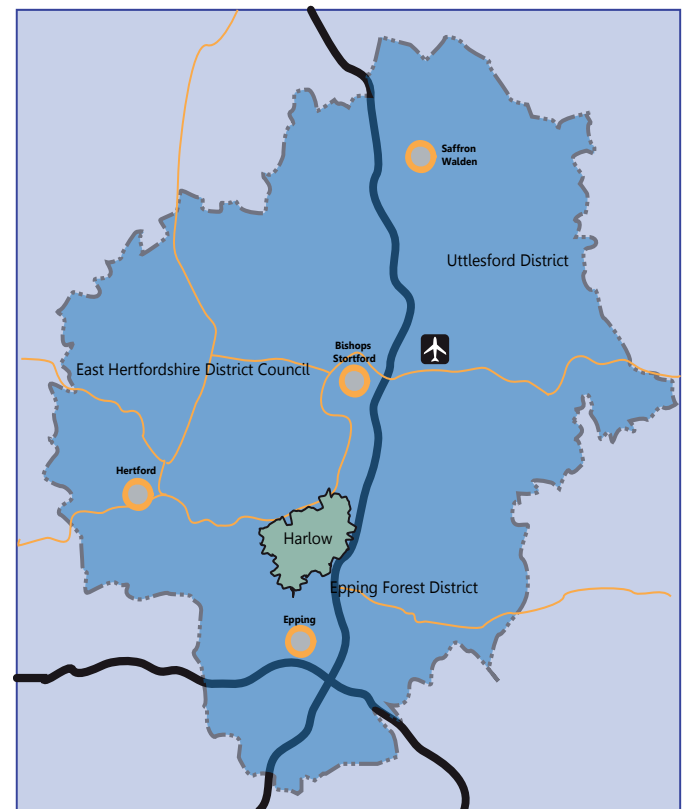 Saffron
Walden
Uttlesford District
Bishops
Stortford
East Hertfordshire District Council
Hertford
Harlow
Epping Forest District
Epping